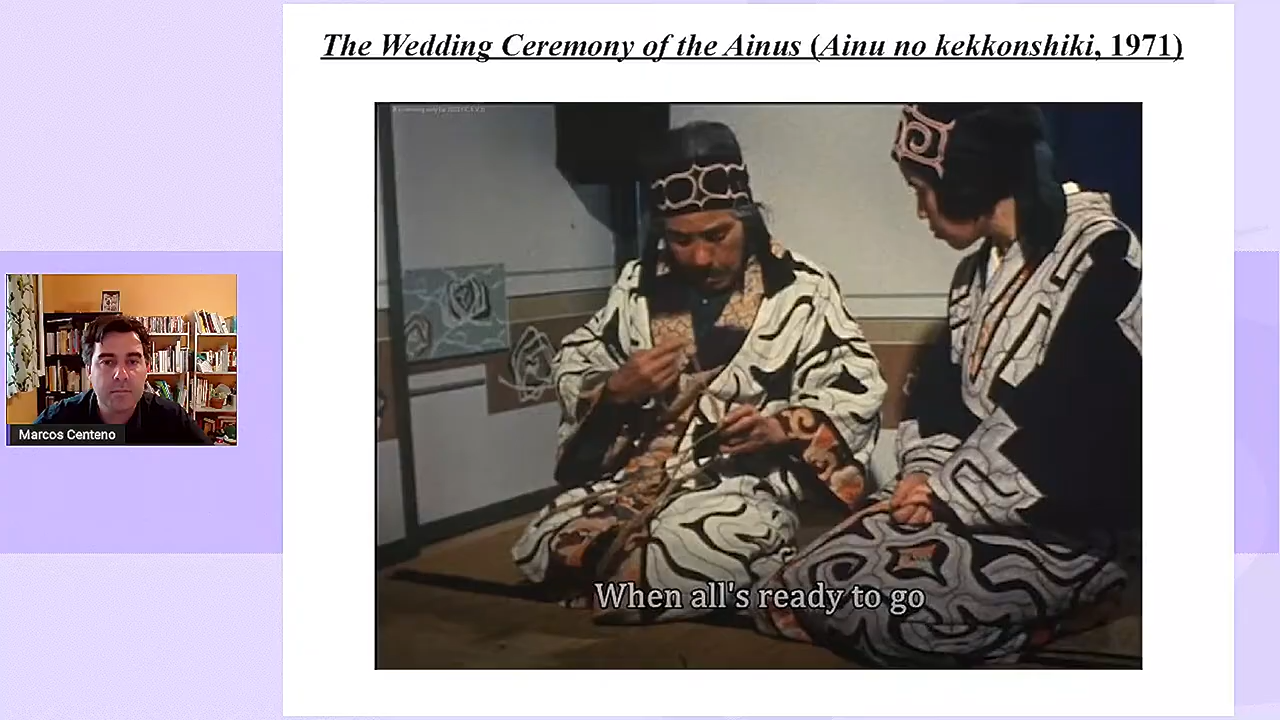 The Wedding Ceremony of the Ainus (Ainu no kekkonshiki, 1971)
Marcos Centeno
When all's ready to go